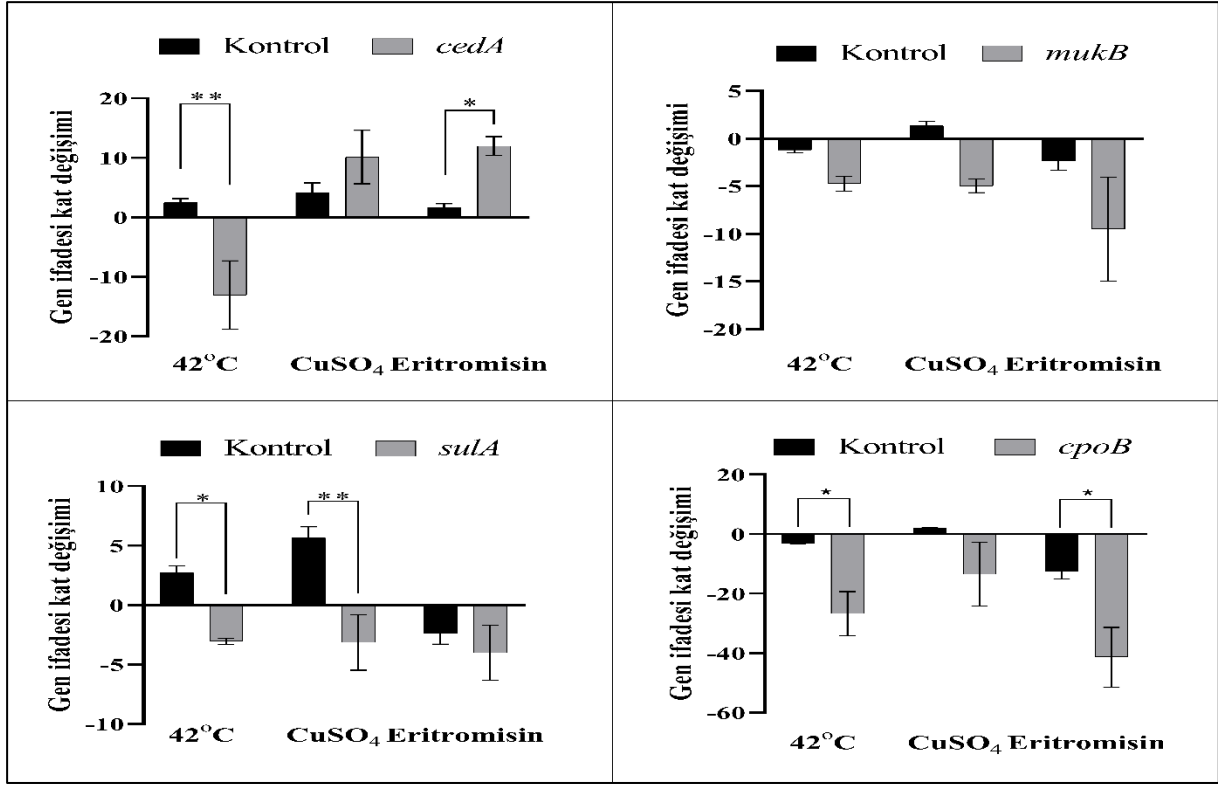 Kontrol cedA
Gen ifadesi kat değişimi
20
10
0
-10
-20
**
*
42°C CuSO₄ Eritromisin
Kontrol mukB
Gen ifadesi kat değişimi
5
0
-5
-10
-15
-20
42°C CuSO₄ Eritromisin
Kontrol sulA
Gen ifadesi kat değişimi
10
5
0
-5
-10
*
**
42°C CuSO₄ Eritromisin
Kontrol cpoB
Gen ifadesi kat değişimi
20
0
-20
-40
-60
*
*
42°C CuSO₄ Eritromisin